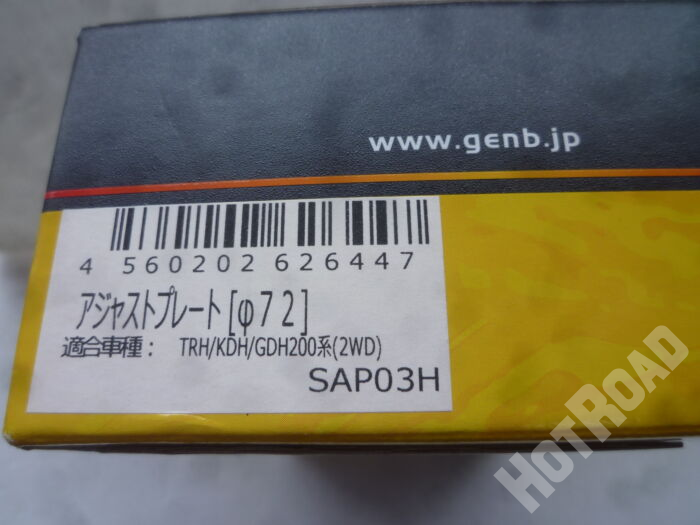 www.genb.jp
4 560202 626447
アジャストプレート[φ72]
適合車種： TRH/KDH/GDH200系(2WD)
SAP03H
HOTROAD